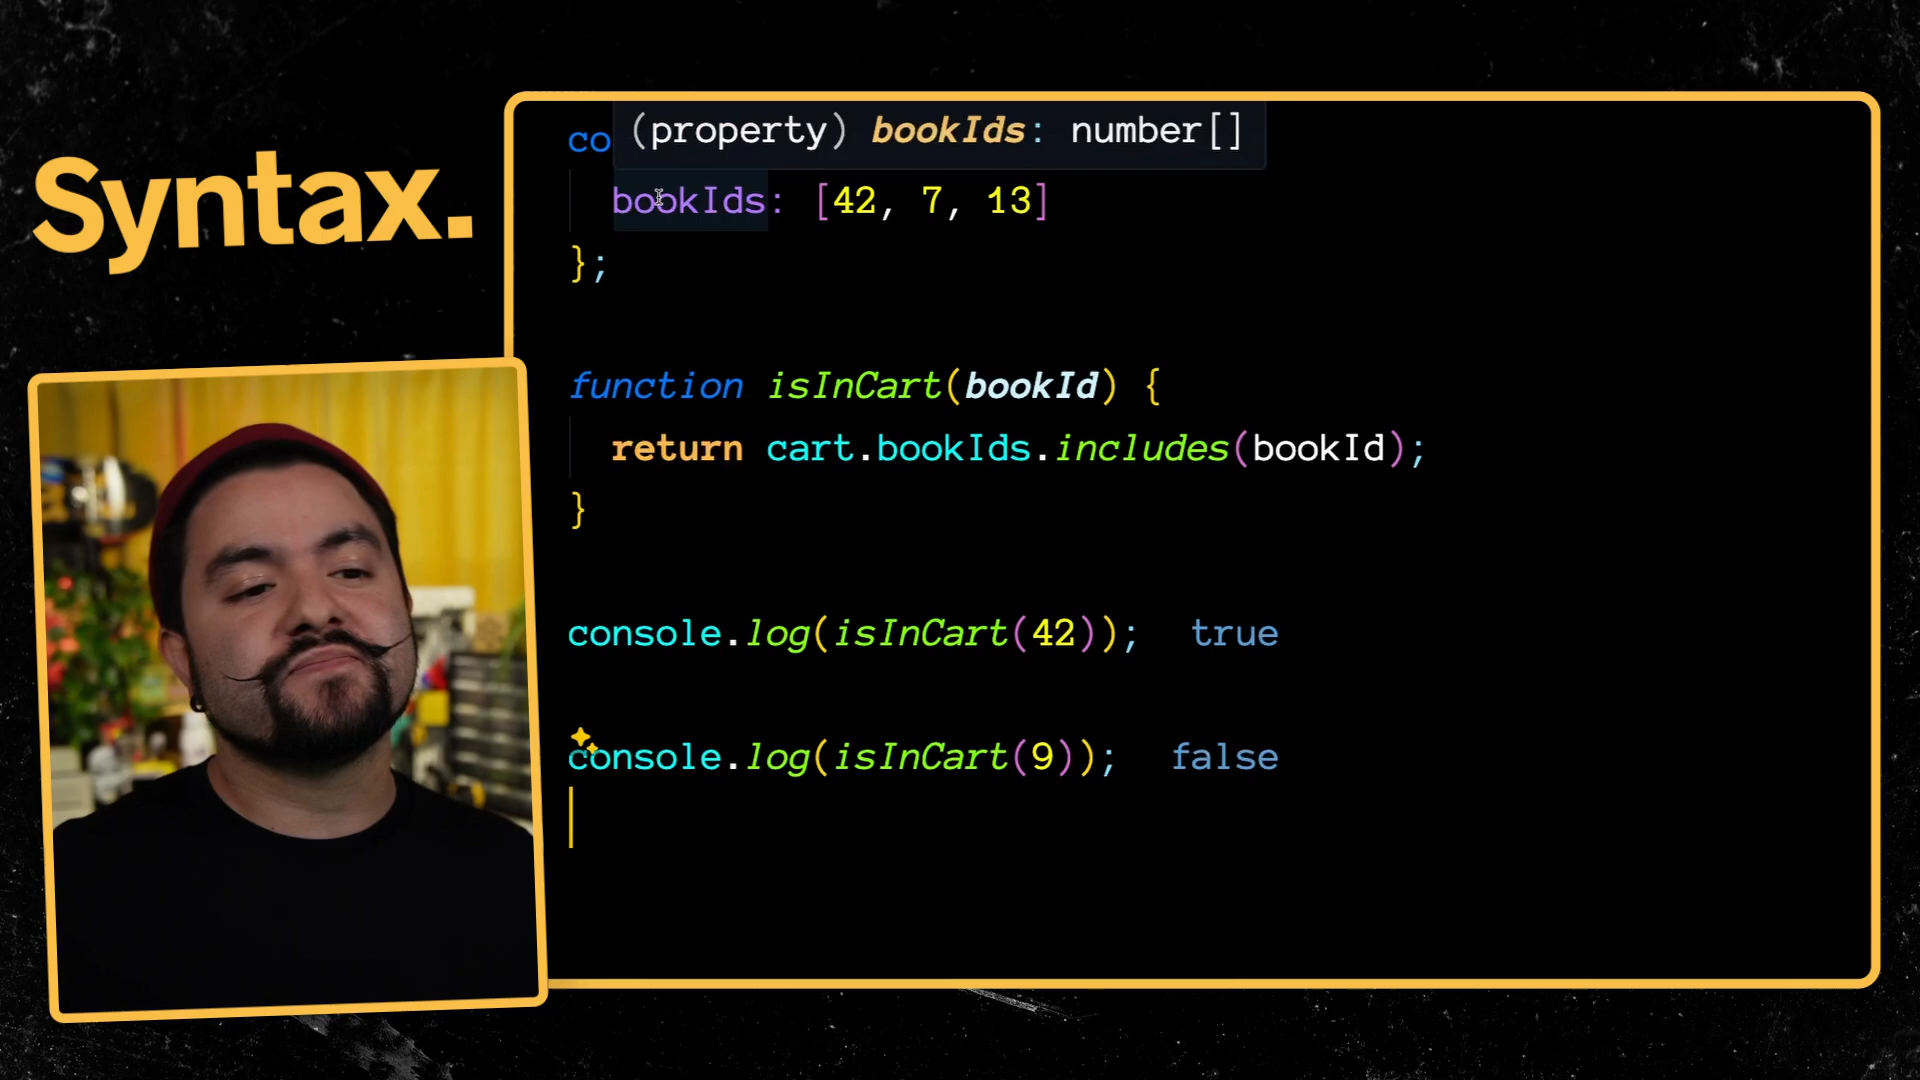 Syntax.
co
(property) bookIds: number[]
bookIds: [42, 7, 13]
};
function isInCart(bookId) {
return cart.bookIds.includes(bookId);
}
console.log(isInCart(42)); true
console.log(isInCart(9)); false